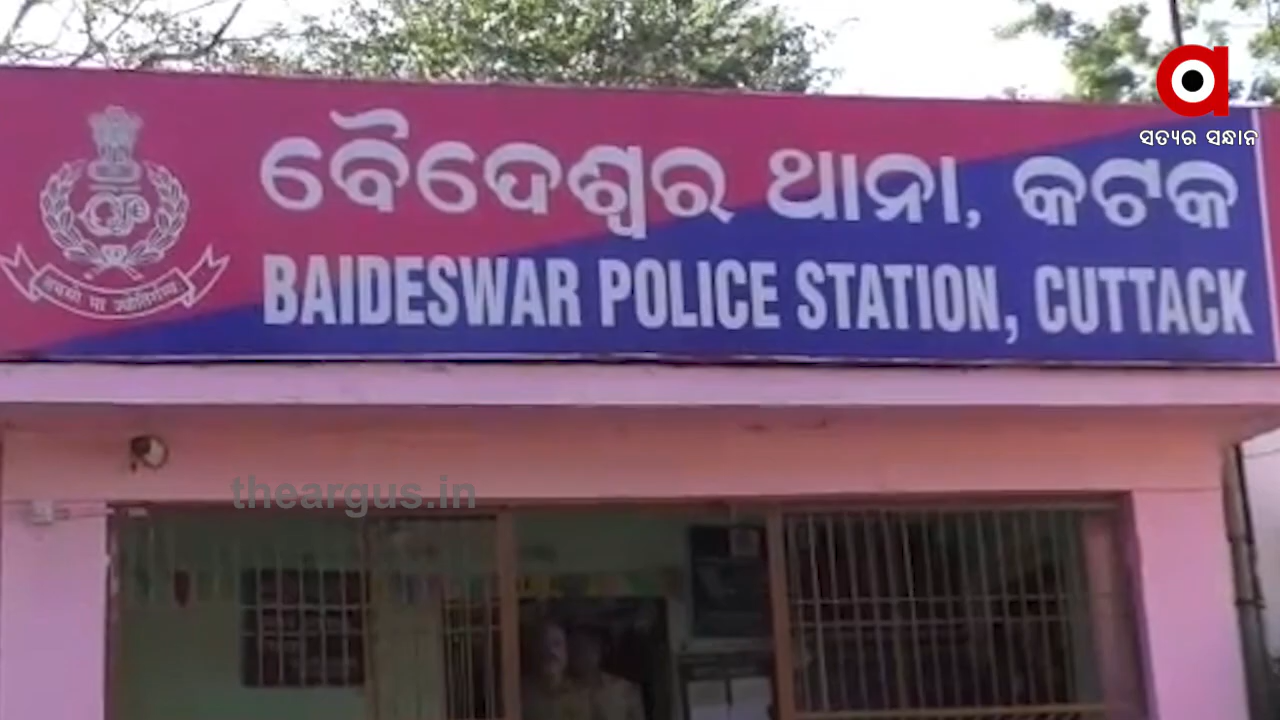 ସତ୍ୟର ସନ୍ଧାନ
ବୈଦେଶ୍ୱର ଥାନା, କଟକ
BAIDESWAR POLICE STATION, CUTTACK
theargus.in